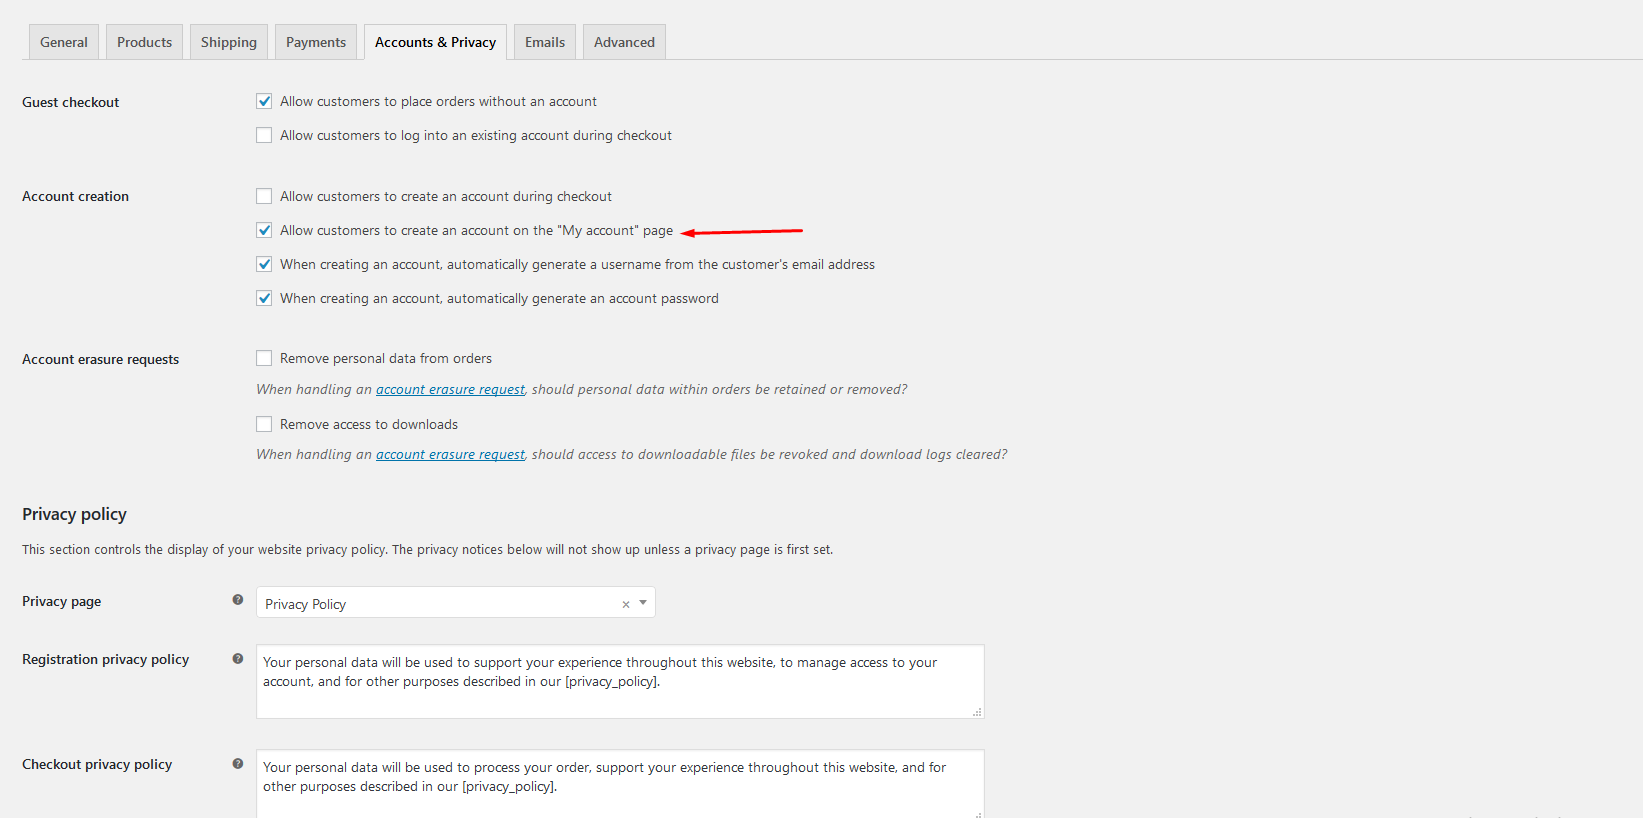 General Products Shipping Payments Accounts & Privacy Emails Advanced
Guest checkout
Allow customers to place orders without an account
Allow customers to log into an existing account during checkout
Account creation
Allow customers to create an account during checkout
Allow customers to create an account on the "My account" page
When creating an account, automatically generate a username from the customer's email address
When creating an account, automatically generate an account password
Account erasure requests
Remove personal data from orders
When handling an account erasure request, should personal data within orders be retained or removed?
Remove access to downloads
When handling an account erasure request, should access to downloadable files be revoked and download logs cleared?
Privacy policy
This section controls the display of your website privacy policy. The privacy notices below will not show up unless a privacy page is first set.
Privacy page
Privacy Policy
Registration privacy policy
Your personal data will be used to support your experience throughout this website, to manage access to your
account, and for other purposes described in our [privacy_policy].
Checkout privacy policy
Your personal data will be used to process your order, support your experience throughout this website, and for
other purposes described in our [privacy_policy].